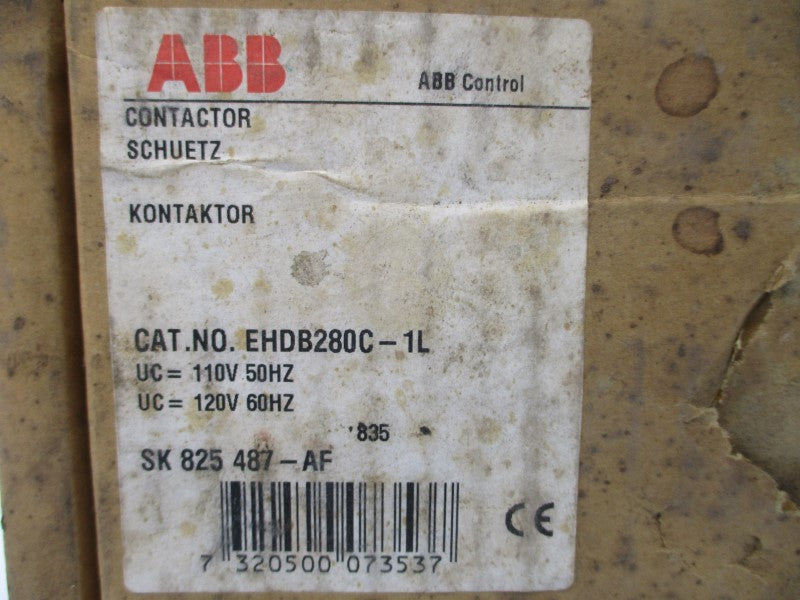 ABB
ABB Control
CONTACTOR
SCHUETZ
KONTAKTOR
CAT.NO. EHDB280C-1L
UC= 110V 50HZ
UC= 120V 60HZ
835
SK 825 487-AF
CE
7 320500 073537